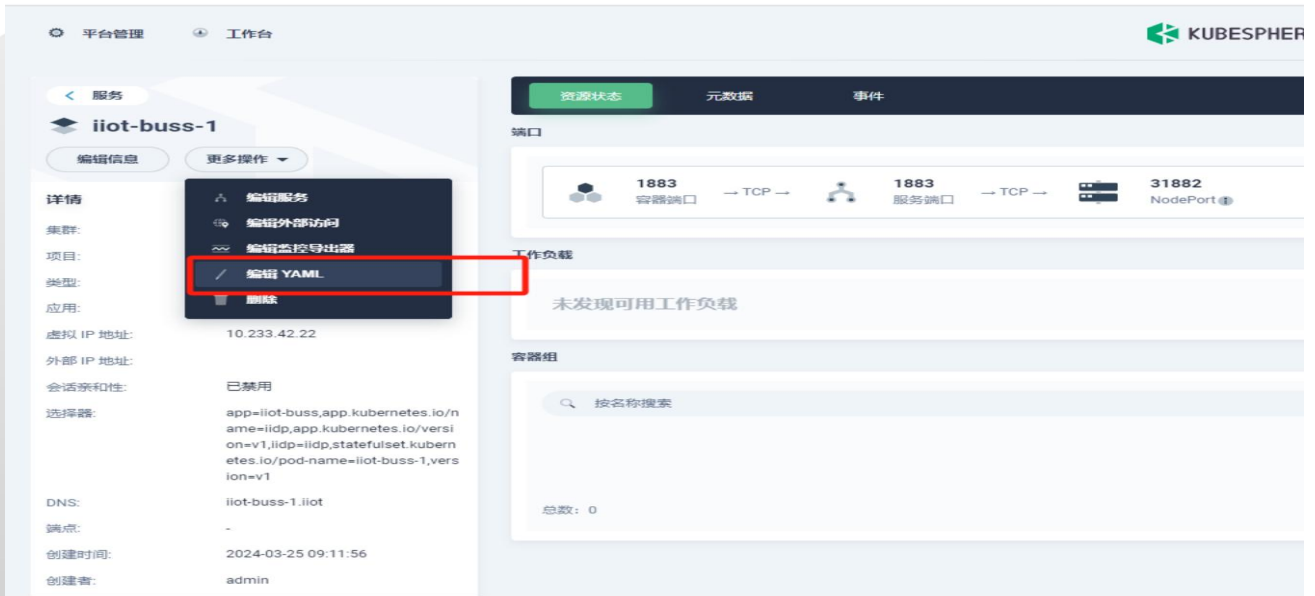 平台管理
工作台
KUBESPHER
服务
iiot-buss-1
编辑信息
更多操作
编辑服务
编辑外部访问
编辑监控导出器
编辑 YAML
删除
详情
集群:
项目:
类型:
应用:
虚拟 IP 地址:
10.233.42.22
外部 IP 地址:
会话亲和性:
已禁用
选择器:
app=iiot-buss,app.kubernetes.io/n
ame=iidp,app.kubernetes.io/versi
on=v1,iidp=iidp,statefulset.kubern
etes.io/pod-name=iiot-buss-1,vers
ion=v1
DNS:
iiot-buss-1.iiot
端点:
-
创建时间:
2024-03-25 09:11:56
创建者:
admin
资源状态
元数据
事件
端口
1883
容器端口
→ TCP →
1883
服务端口
→ TCP →
31882
NodePort
工作负载
未发现可用工作负载
容器组
按名称搜索
总数: 0